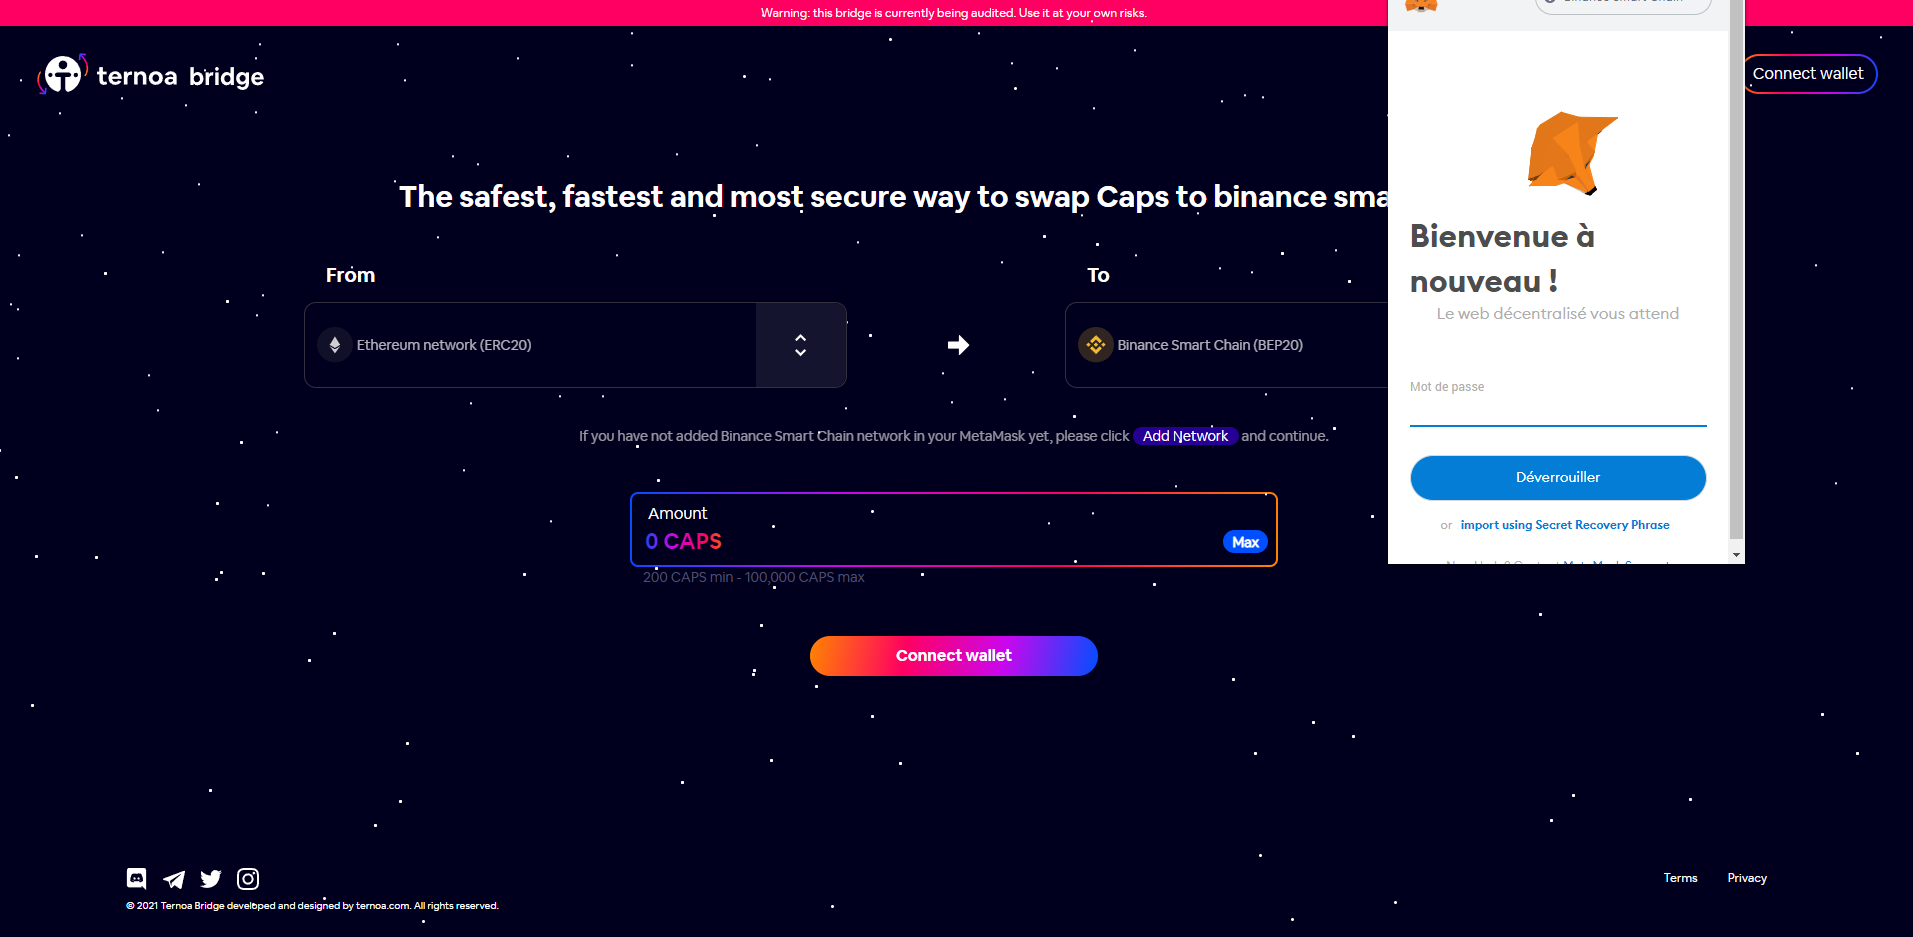 Warning: this bridge is currently being audited. Use it at your own risks.
ternoa bridge
Connect wallet
The safest, fastest and most secure way to swap Caps to binance sma
From
To
Ethereum network (ERC20)
Binance Smart Chain (BEP20)
If you have not added Binance Smart Chain network in your MetaMask yet, please click Add Network and continue.
Amount
0 CAPS
Max
200 CAPS min - 100,000 CAPS max
Connect wallet
Bienvenue à
nouveau !
Le web décentralisé vous attend
Mot de passe
Déverrouiller
or import using Secret Recovery Phrase
Terms
Privacy
© 2021 Ternoa Bridge developed and designed by ternoa.com. All rights reserved.